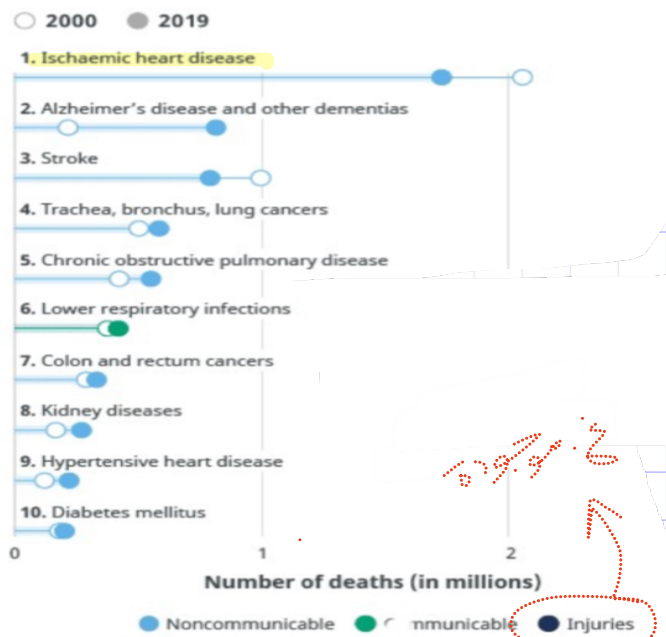 2000 2019
1. Ischaemic heart disease
2. Alzheimer's disease and other dementias
3. Stroke
4. Trachea, bronchus, lung cancers
5. Chronic obstructive pulmonary disease
6. Lower respiratory infections
7. Colon and rectum cancers
8. Kidney diseases
9. Hypertensive heart disease
10. Diabetes mellitus
0 1 2
Number of deaths (in millions)
Noncommunicable mmunicable Injuries